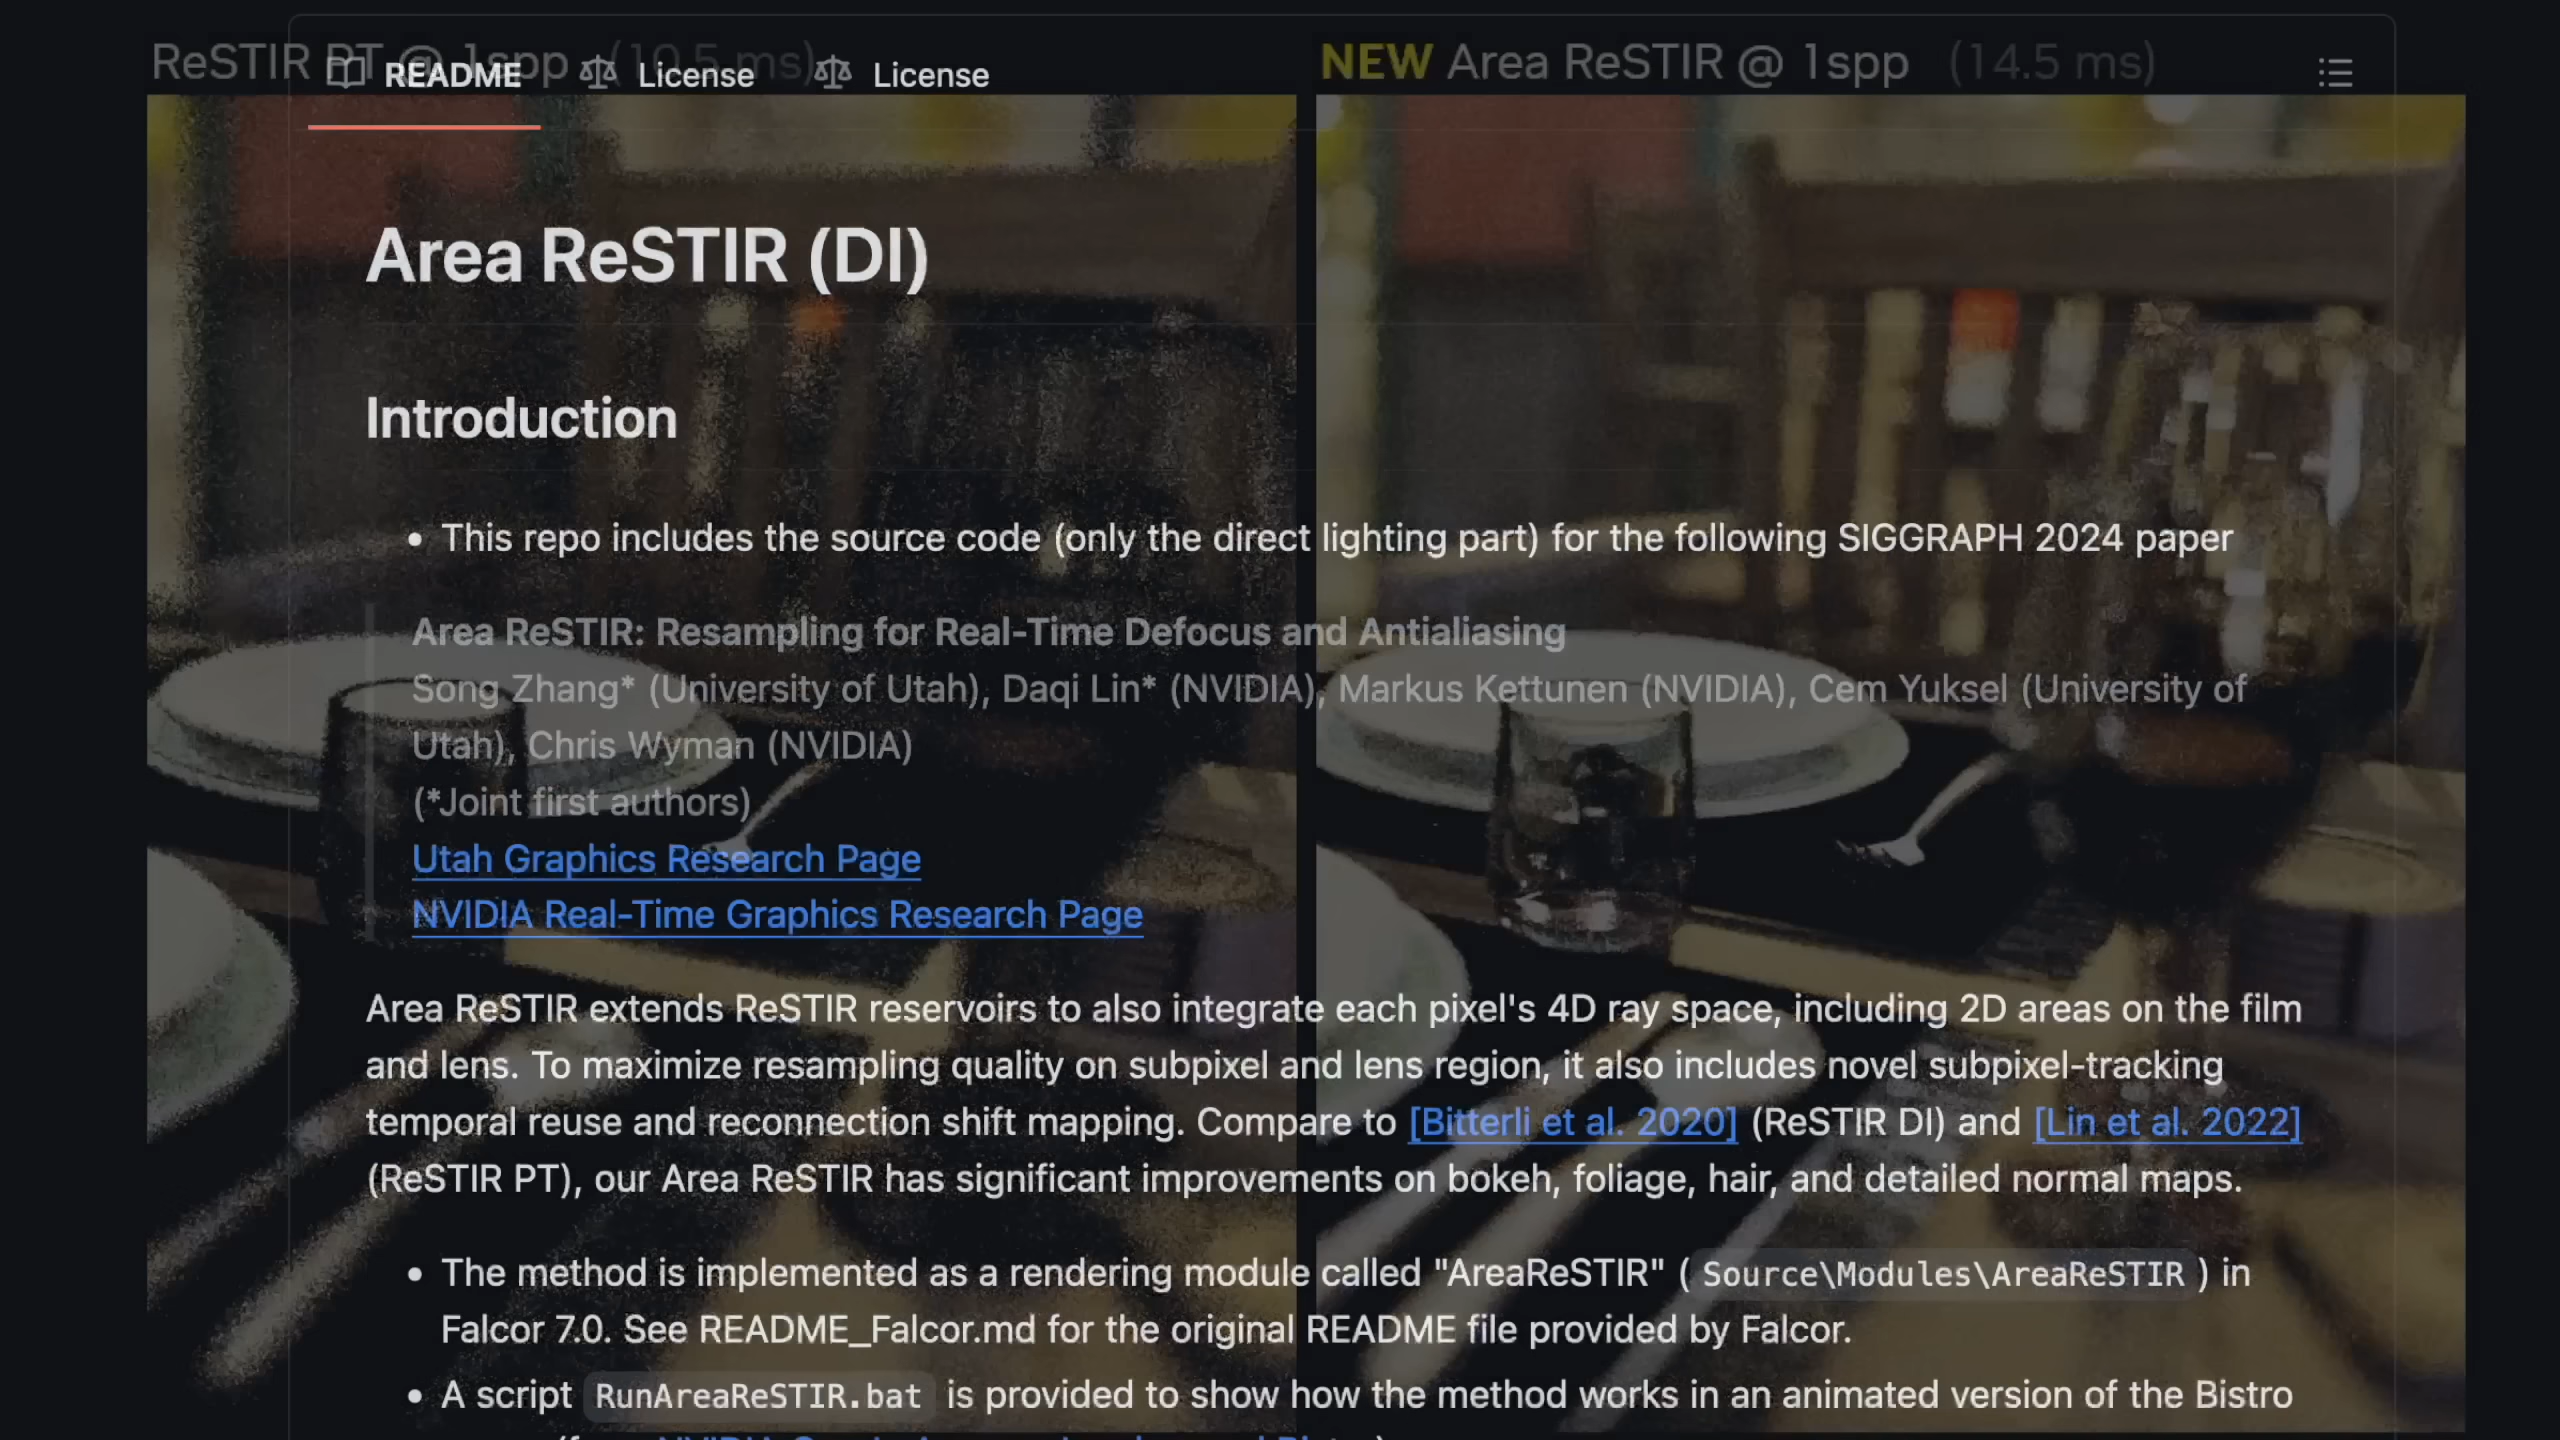 ReSTIR PT @ 1spp (10.5 ms)
NEW Area ReSTIR @ 1spp (14.5 ms)
README License License
Area ReSTIR (DI)
Introduction
• This repo includes the source code (only the direct lighting part) for the following SIGGRAPH 2024 paper
Area ReSTIR: Resampling for Real-Time Defocus and Antialiasing
Song Zhang* (University of Utah), Daqi Lin* (NVIDIA), Markus Kettunen (NVIDIA), Cem Yuksel (University of
Utah), Chris Wyman (NVIDIA)
(*Joint first authors)
Utah Graphics Research Page
NVIDIA Real-Time Graphics Research Page
Area ReSTIR extends ReSTIR reservoirs to also integrate each pixel's 4D ray space, including 2D areas on the film
and lens. To maximize resampling quality on subpixel and lens region, it also includes novel subpixel-tracking
temporal reuse and reconnection shift mapping. Compare to [Bitterli et al. 2020] (ReSTIR DI) and [Lin et al. 2022]
(ReSTIR PT), our Area ReSTIR has significant improvements on bokeh, foliage, hair, and detailed normal maps.
• The method is implemented as a rendering module called "AreaReSTIR" ( Source\Modules\AreaReSTIR ) in
Falcor 7.0. See README_Falcor.md for the original README file provided by Falcor.
• A script RunAreaReSTIR.bat is provided to show how the method works in an animated version of the Bistro